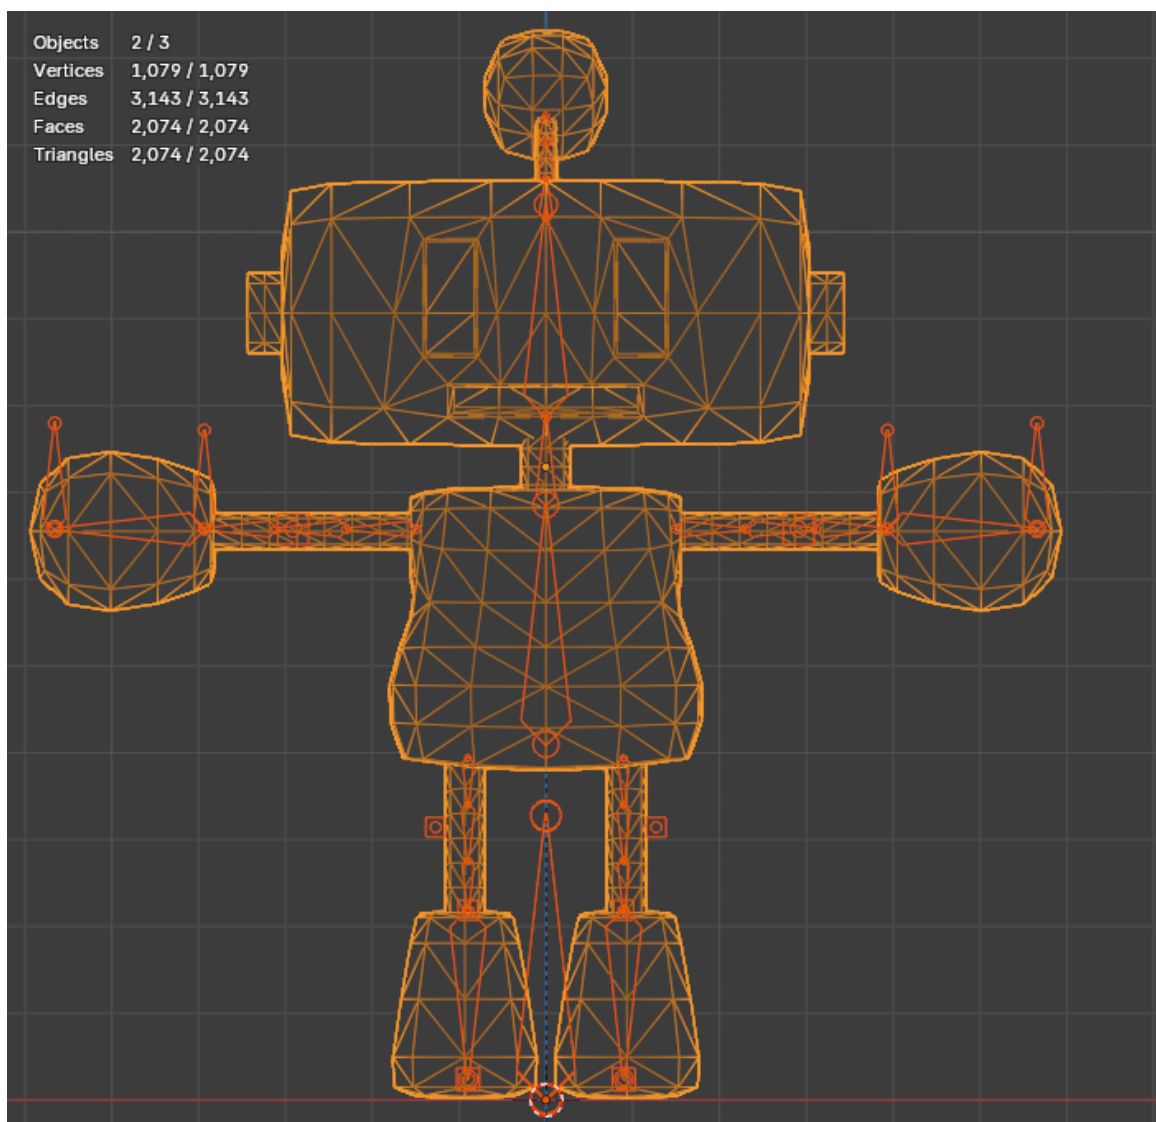 Objects 2 / 3
Vertices 1,079 / 1,079
Edges 3,143 / 3,143
Faces 2,074 / 2,074
Triangles 2,074 / 2,074